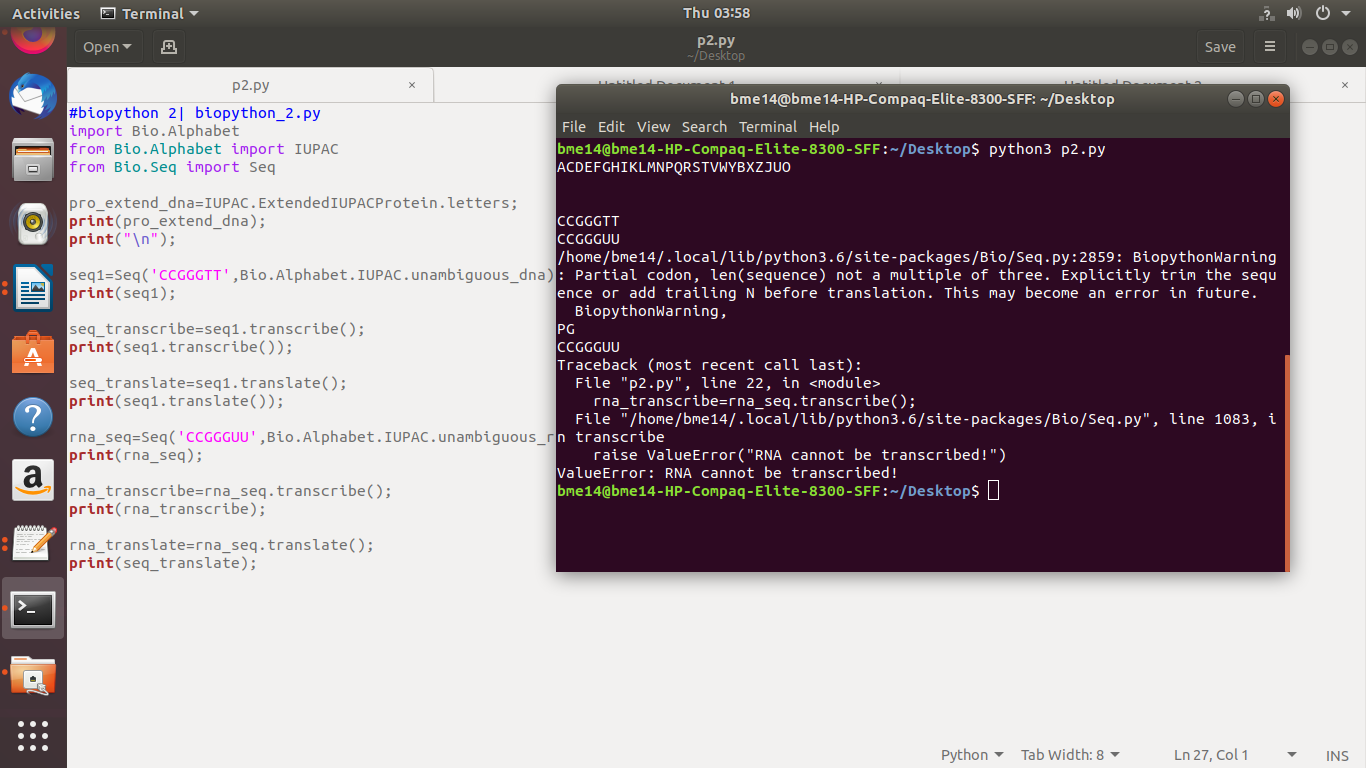 Activities Terminal Thu 03:58
Open p2.py Save
~/Desktop
p2.py × ×
#biopython 2| biopython_2.py
import Bio.Alphabet
from Bio.Alphabet import IUPAC
from Bio.Seq import Seq
pro_extend_dna=IUPAC.ExtendedIUPACProtein.letters;
print(pro_extend_dna);
print("\n");
seq1=Seq('CCGGGTT',Bio.Alphabet.IUPAC.unambiguous_dna)
print(seq1);
seq_transcribe=seq1.transcribe();
print(seq1.transcribe());
seq_translate=seq1.translate();
print(seq1.translate());
rna_seq=Seq('CCGGGUU',Bio.Alphabet.IUPAC.unambiguous_r
print(rna_seq);
rna_transcribe=rna_seq.transcribe();
print(rna_transcribe);
rna_translate=rna_seq.translate();
print(seq_translate);
bme14@bme14-HP-Compaq-Elite-8300-SFF: ~/Desktop
File Edit View Search Terminal Help
bme14@bme14-HP-Compaq-Elite-8300-SFF:~/Desktop$ python3 p2.py
ACDEFGHIKLMNPQRSTVWYBXZJUO
CCGGGTT
CCGGGUU
/home/bme14/.local/lib/python3.6/site-packages/Bio/Seq.py:2859: BiopythonWarning
: Partial codon, len(sequence) not a multiple of three. Explicitly trim the sequ
ence or add trailing N before translation. This may become an error in future.
BiopythonWarning,
PG
CCGGGUU
Traceback (most recent call last):
File "p2.py", line 22, in <module>
rna_transcribe=rna_seq.transcribe();
File "/home/bme14/.local/lib/python3.6/site-packages/Bio/Seq.py", line 1083, i
n transcribe
raise ValueError("RNA cannot be transcribed!")
ValueError: RNA cannot be transcribed!
bme14@bme14-HP-Compaq-Elite-8300-SFF:~/Desktop$
Python Tab Width: 8 Ln 27, Col 1 INS